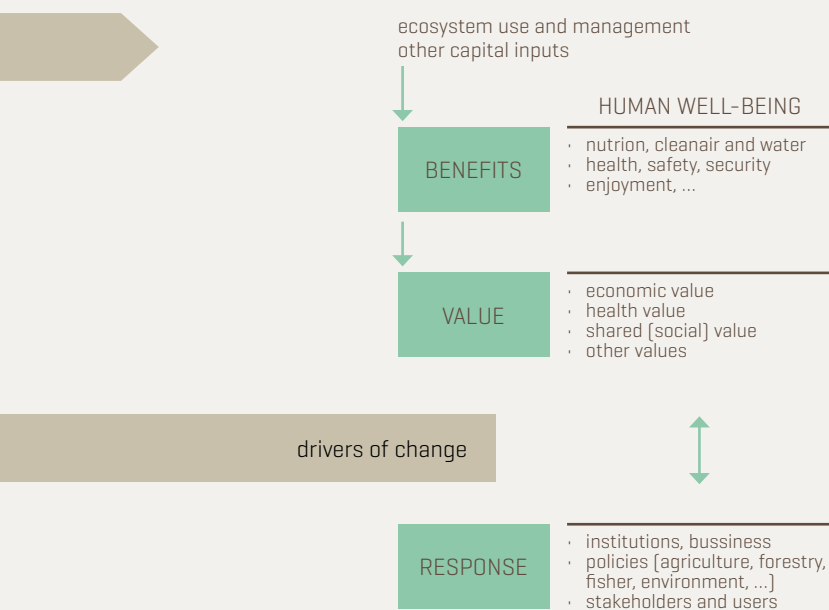 ecosystem use and management
other capital inputs
HUMAN WELL-BEING
BENEFITS
· nutrion, cleanair and water
· health, safety, security
· enjoyment, ...
VALUE
· economic value
· health value
· shared [social] value
· other values
drivers of change
RESPONSE
· institutions, bussiness
· policies [agriculture, forestry,
fisher, environment, ...]
· stakeholders and users